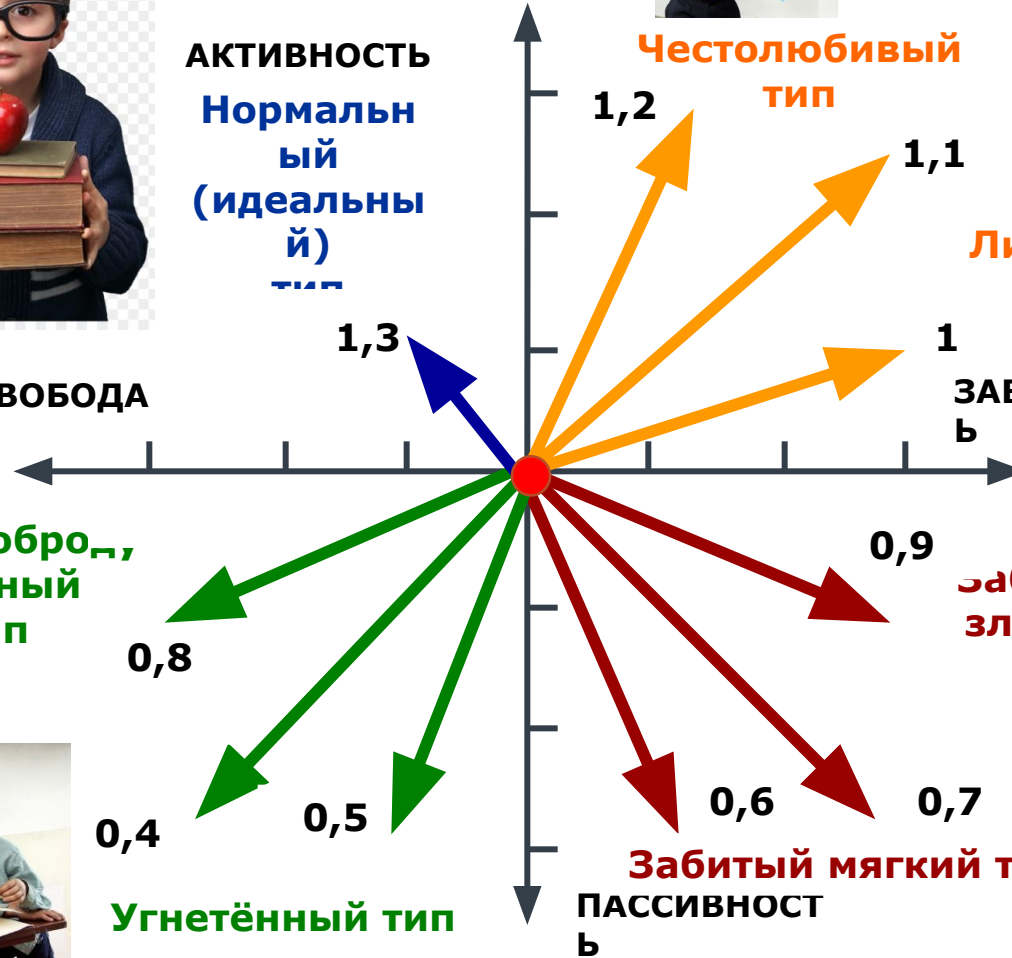 АКТИВНОСТЬ
Нормальн
ый
(идеальны
й)
тип
Честолюбивый
тип
1,2
1,1
1,3
1
ВОБОДА
Ь
0,9
ный
0,8
0,6
0,7
0,5
0,4
Забитый мягкий т
Угнетённый тип
ПАССИВНОСТ
Ь